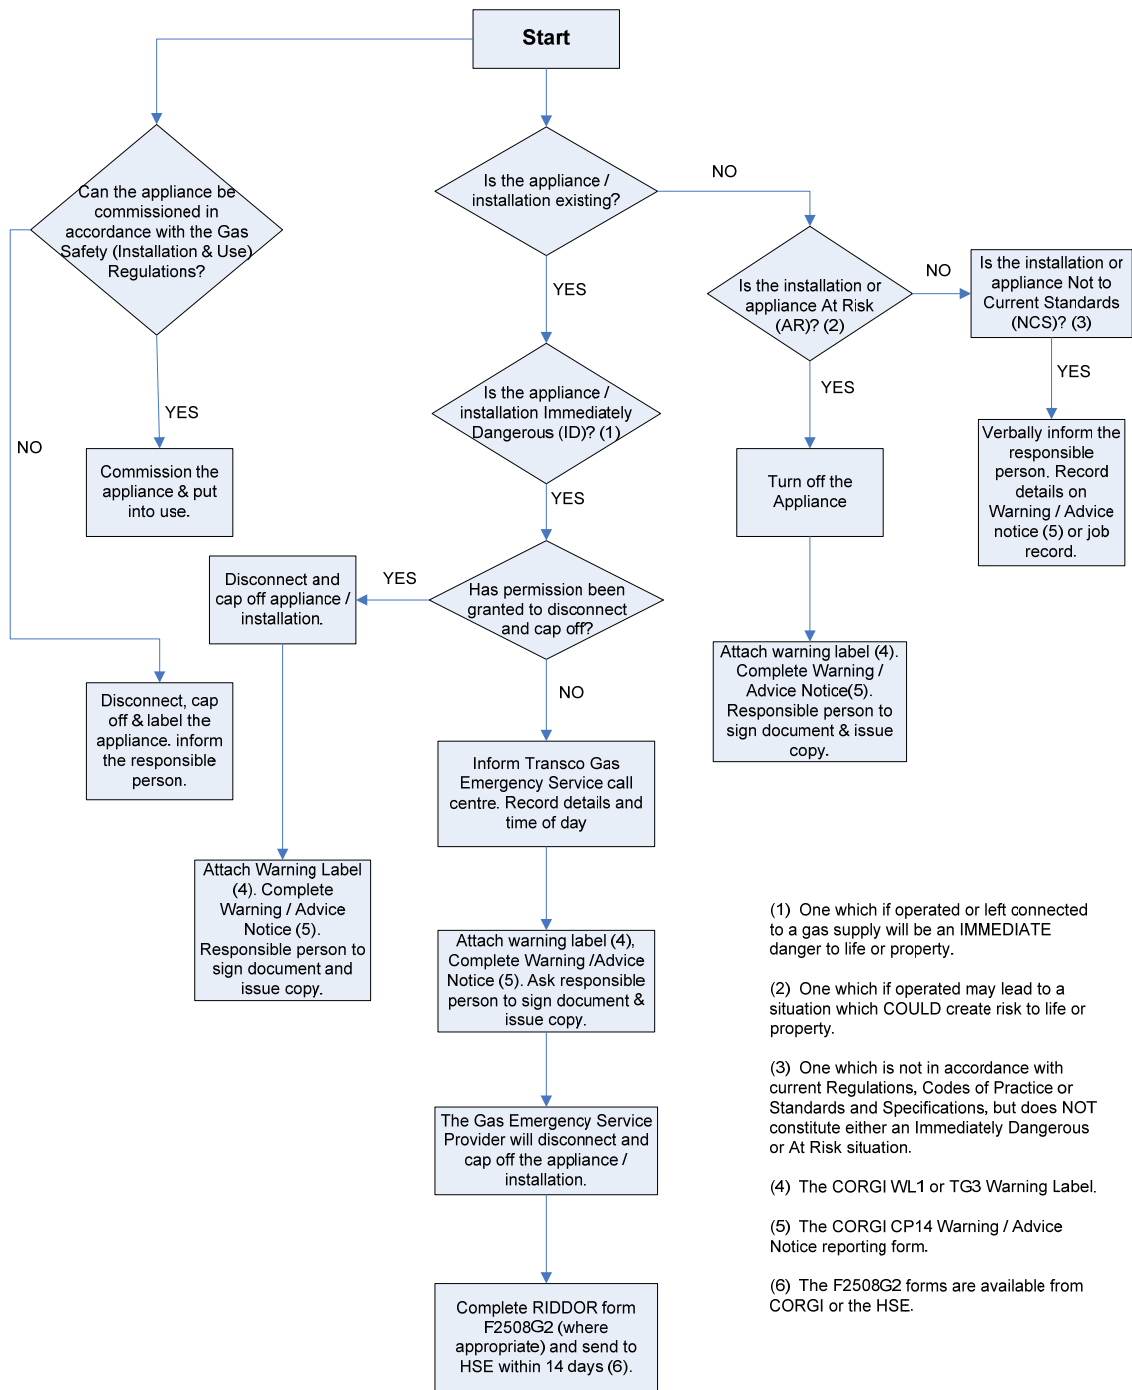 Start
Can the appliance be
commissioned in
accordance with the Gas
Safety (Installation & Use)
Regulations?
YES
Commission the
appliance & put
into use.
NO
Disconnect, cap
off & label the
appliance. inform
the responsible
person.
Is the appliance /
installation existing?
NO
YES
Is the appliance /
installation Immediately
Dangerous (ID)? (1)
YES
Has permission been
granted to disconnect
and cap off?
YES
Disconnect and
cap off appliance /
installation.
Attach Warning Label
(4). Complete
Warning / Advice
Notice (5).
Responsible person to
sign document and
issue copy.
NO
Inform Transco Gas
Emergency Service call
centre. Record details and
time of day
Attach warning label (4),
Complete Warning /Advice
Notice (5). Ask responsible
person to sign document &
issue copy.
The Gas Emergency Service
Provider will disconnect and
cap off the appliance /
installation.
Complete RIDDOR form
F2508G2 (where
appropriate) and send to
HSE within 14 days (6).
Is the installation or
appliance At Risk
(AR)? (2)
NO
YES
Turn off the
Appliance
Attach warning label (4).
Complete Warning /
Advice Notice(5).
Responsible person to
sign document & issue
copy.
Is the installation or
appliance Not to
Current Standards
(NCS)? (3)
YES
Verbally inform the
responsible
person. Record
details on
Warning / Advice
notice (5) or job
record.
(1) One which if operated or left connected
to a gas supply will be an IMMEDIATE
danger to life or property.
(2) One which if operated may lead to a
situation which COULD create risk to life or
property.
(3) One which is not in accordance with
current Regulations, Codes of Practice or
Standards and Specifications, but does NOT
constitute either an Immediately Dangerous
or At Risk situation.
(4) The CORGI WL1 or TG3 Warning Label.
(5) The CORGI CP14 Warning / Advice
Notice reporting form.
(6) The F2508G2 forms are available from
CORGI or the HSE.